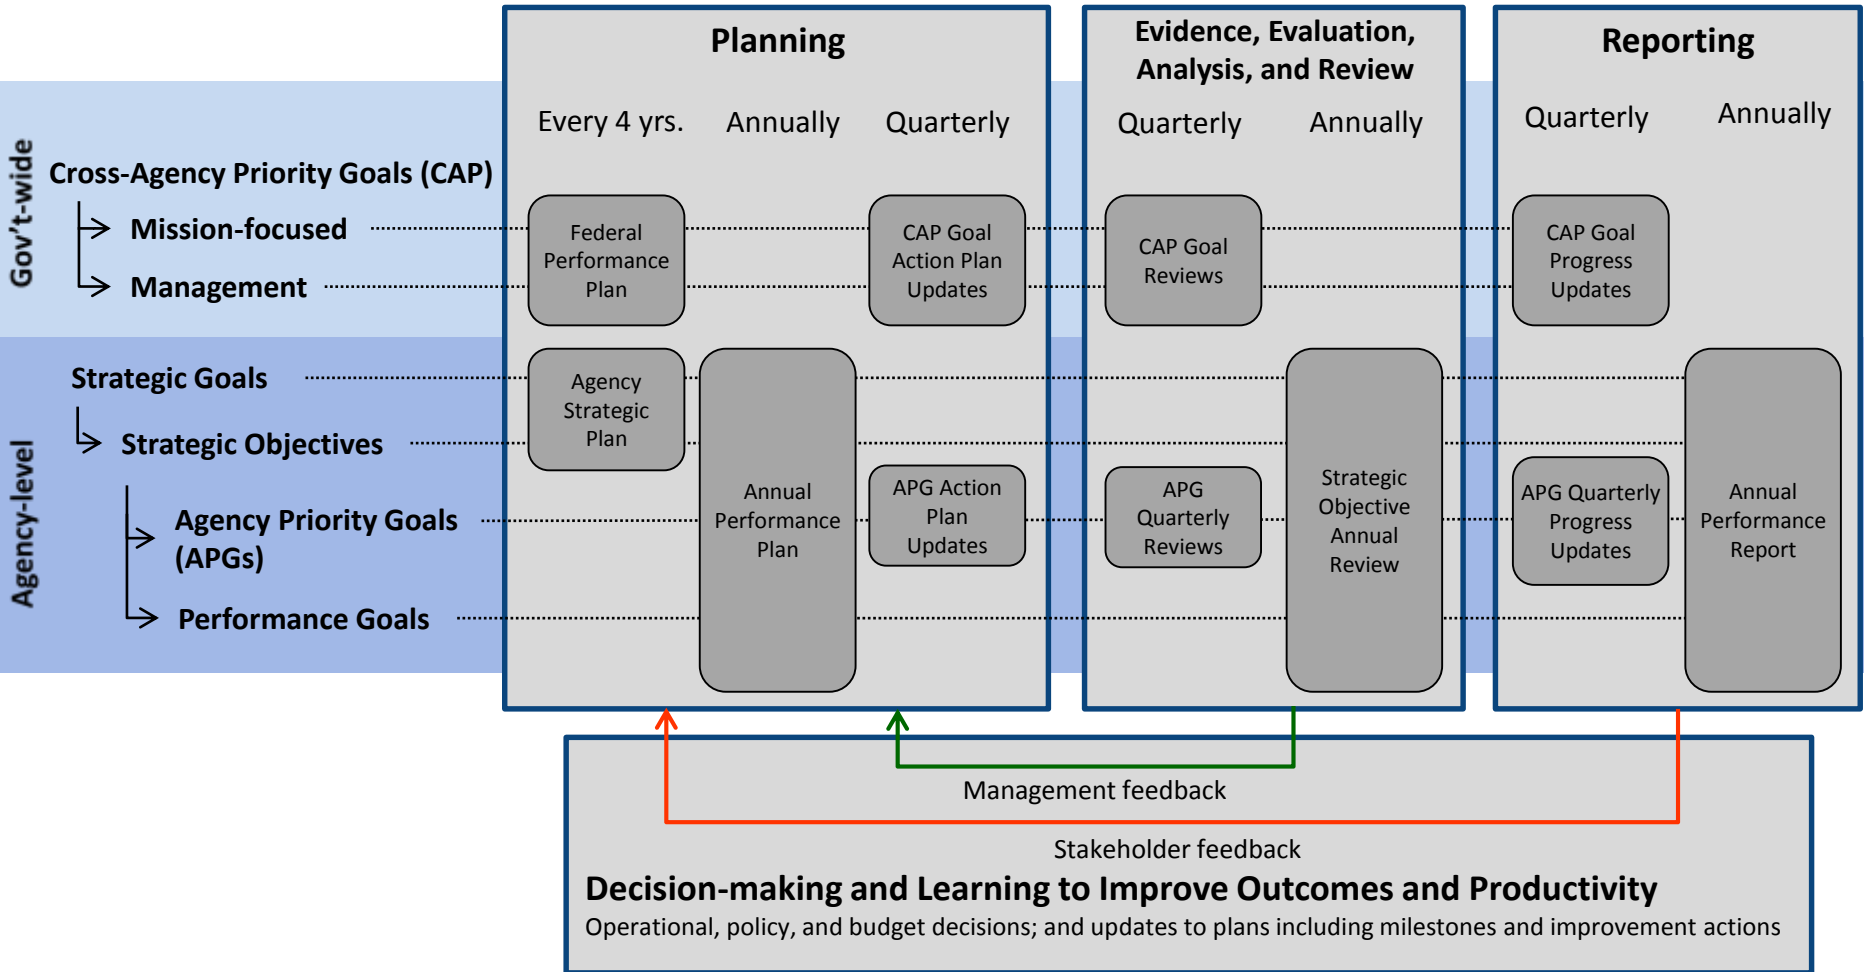 Planning
Evidence, Evaluation,
Analysis, and Review
Reporting
Every 4 yrs.
Annually
Quarterly
Quarterly
Annually
Quarterly
Annually
Gov't-wide
Cross-Agency Priority Goals (CAP)
Mission-focused
Management
Federal
Performance
Plan
CAP Goal
Action Plan
Updates
CAP Goal
Reviews
CAP Goal
Progress
Updates
Agency-level
Strategic Goals
Strategic Objectives
Agency Priority Goals
(APGs)
Performance Goals
Agency
Strategic
Plan
Annual
Performance
Plan
APG Action
Plan
Updates
APG
Quarterly
Reviews
Strategic
Objective
Annual
Review
APG Quarterly
Progress
Updates
Annual
Performance
Report
Management feedback
Stakeholder feedback
Decision-making and Learning to Improve Outcomes and Productivity
Operational, policy, and budget decisions; and updates to plans including milestones and improvement actions